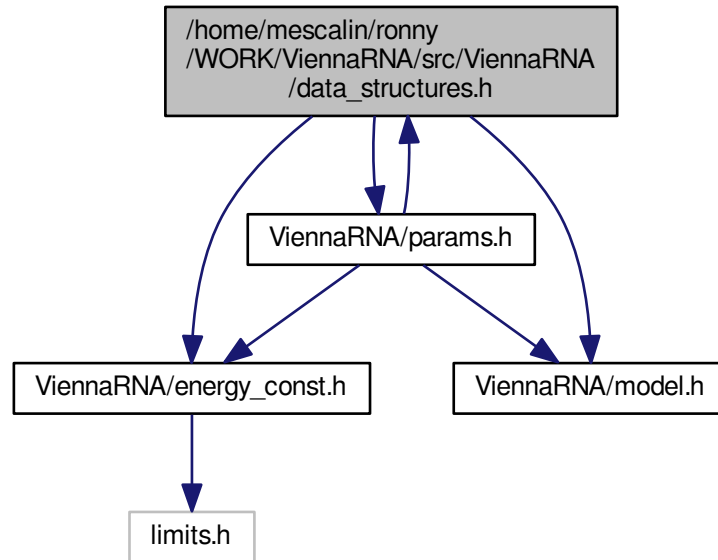 /home/mescalin/ronny
/WORK/ViennaRNA/src/ViennaRNA
/data_structures.h
ViennaRNA/params.h
ViennaRNA/energy_const.h
ViennaRNA/model.h
limits.h